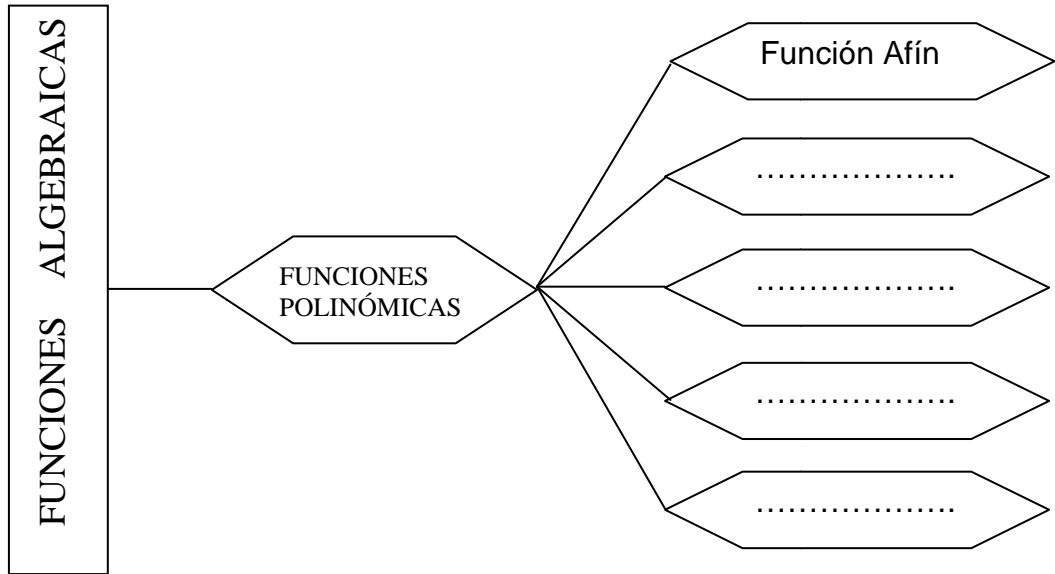 FUNCIONES ALGEBRAICAS
FUNCIONES
POLINÓMICAS
Función Afín
………………..
………………..
………………..
………………..